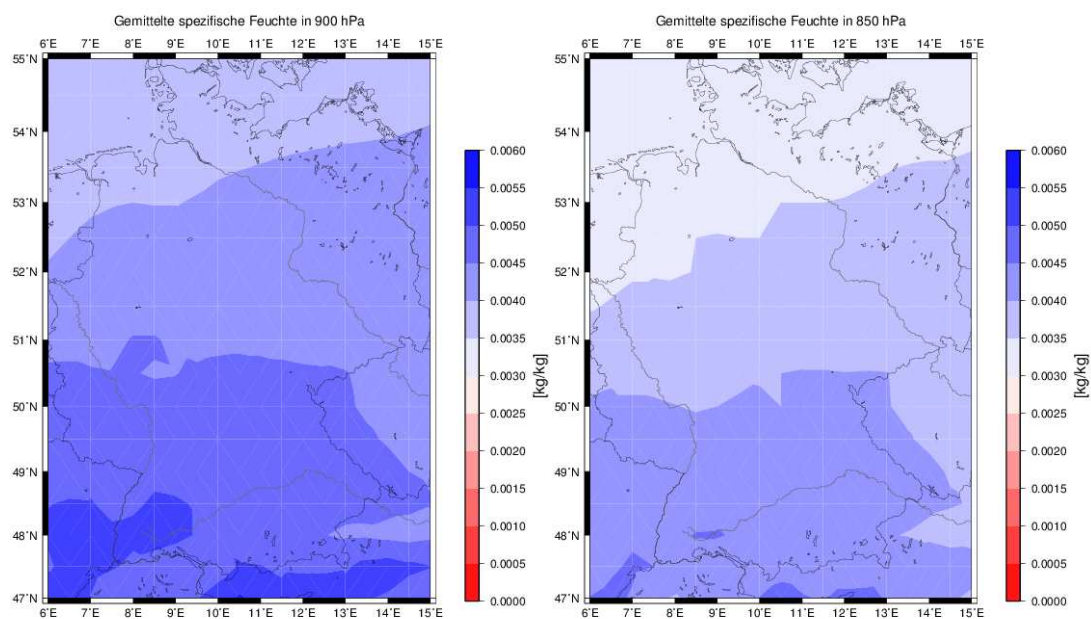 Gemittelte spezifische Feuchte in 900 hPa
6˚E 7˚E 8˚E 9˚E 10˚E 11˚E 12˚E 13˚E 14˚E 15˚E
55˚N
54˚N
53˚N
52˚N
51˚N
50˚N
49˚N
48˚N
47˚N
6˚E 7˚E 8˚E 9˚E 10˚E 11˚E 12˚E 13˚E 14˚E 15˚E
0.0060
0.0055
0.0050
0.0045
0.0040
0.0035
0.0030
0.0025
0.0020
0.0015
0.0010
0.0005
0.0000
[kg/kg]
Gemittelte spezifische Feuchte in 850 hPa
6˚E 7˚E 8˚E 9˚E 10˚E 11˚E 12˚E 13˚E 14˚E 15˚E
55˚N
54˚N
53˚N
52˚N
51˚N
50˚N
49˚N
48˚N
47˚N
6˚E 7˚E 8˚E 9˚E 10˚E 11˚E 12˚E 13˚E 14˚E 15˚E
0.0060
0.0055
0.0050
0.0045
0.0040
0.0035
0.0030
0.0025
0.0020
0.0015
0.0010
0.0005
0.0000
[kg/kg]